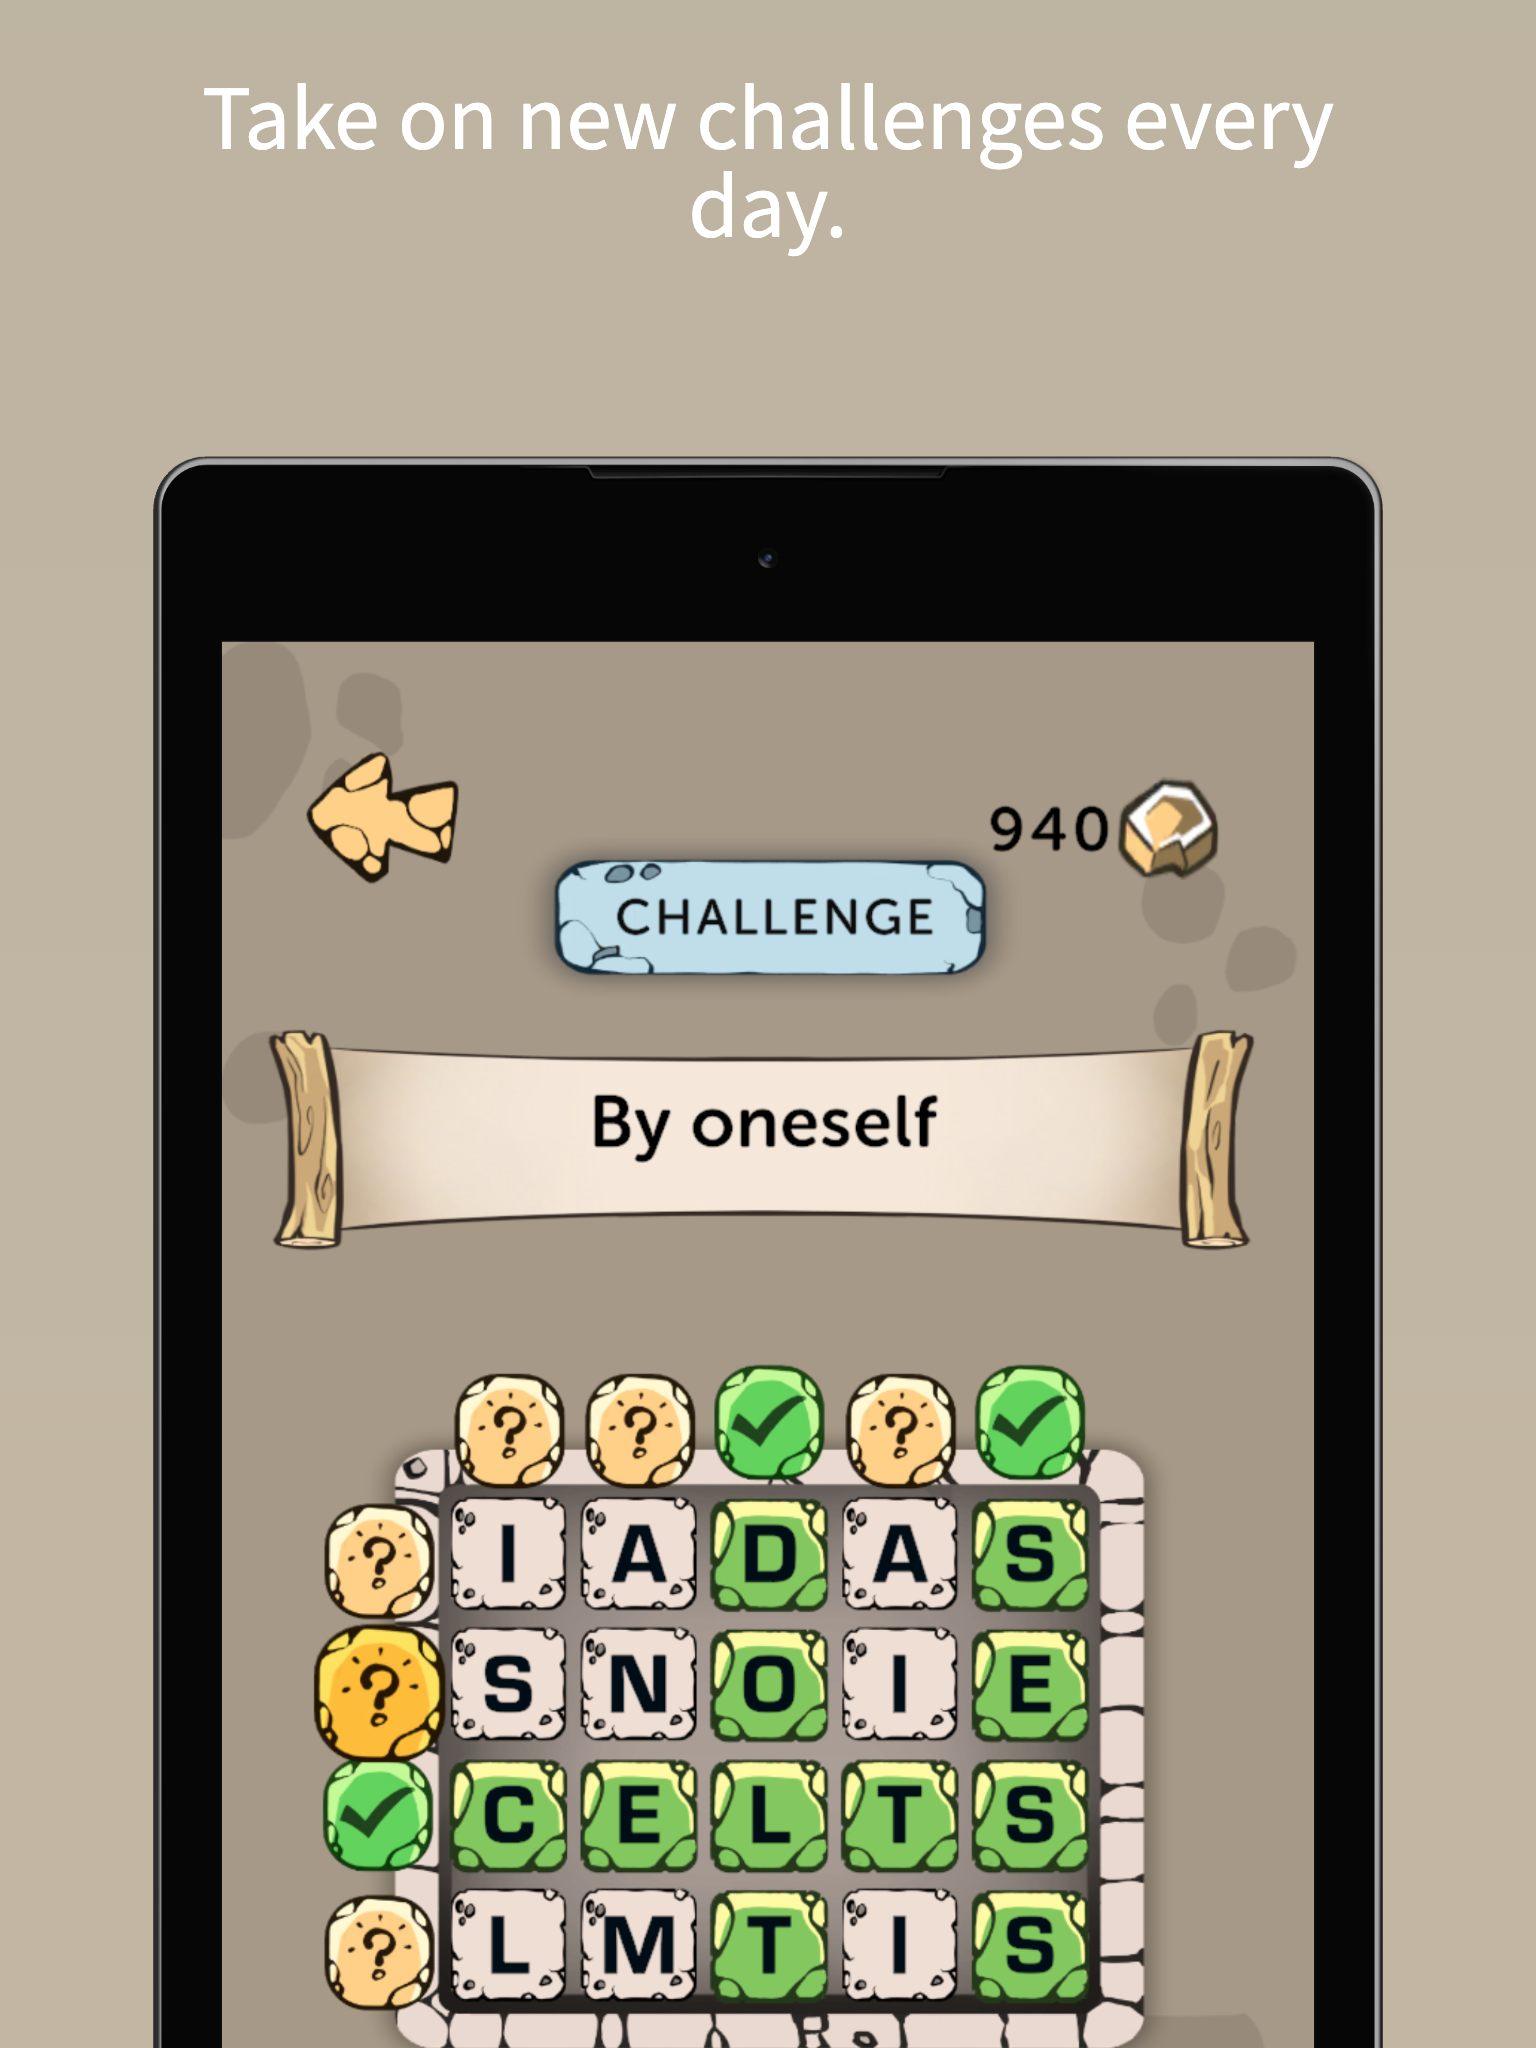 Take on new challenges every
day.
940
CHALLENGE
By oneself
? ? ?
? I A D A S
? S N O I E
C E L T S
? L M T I S